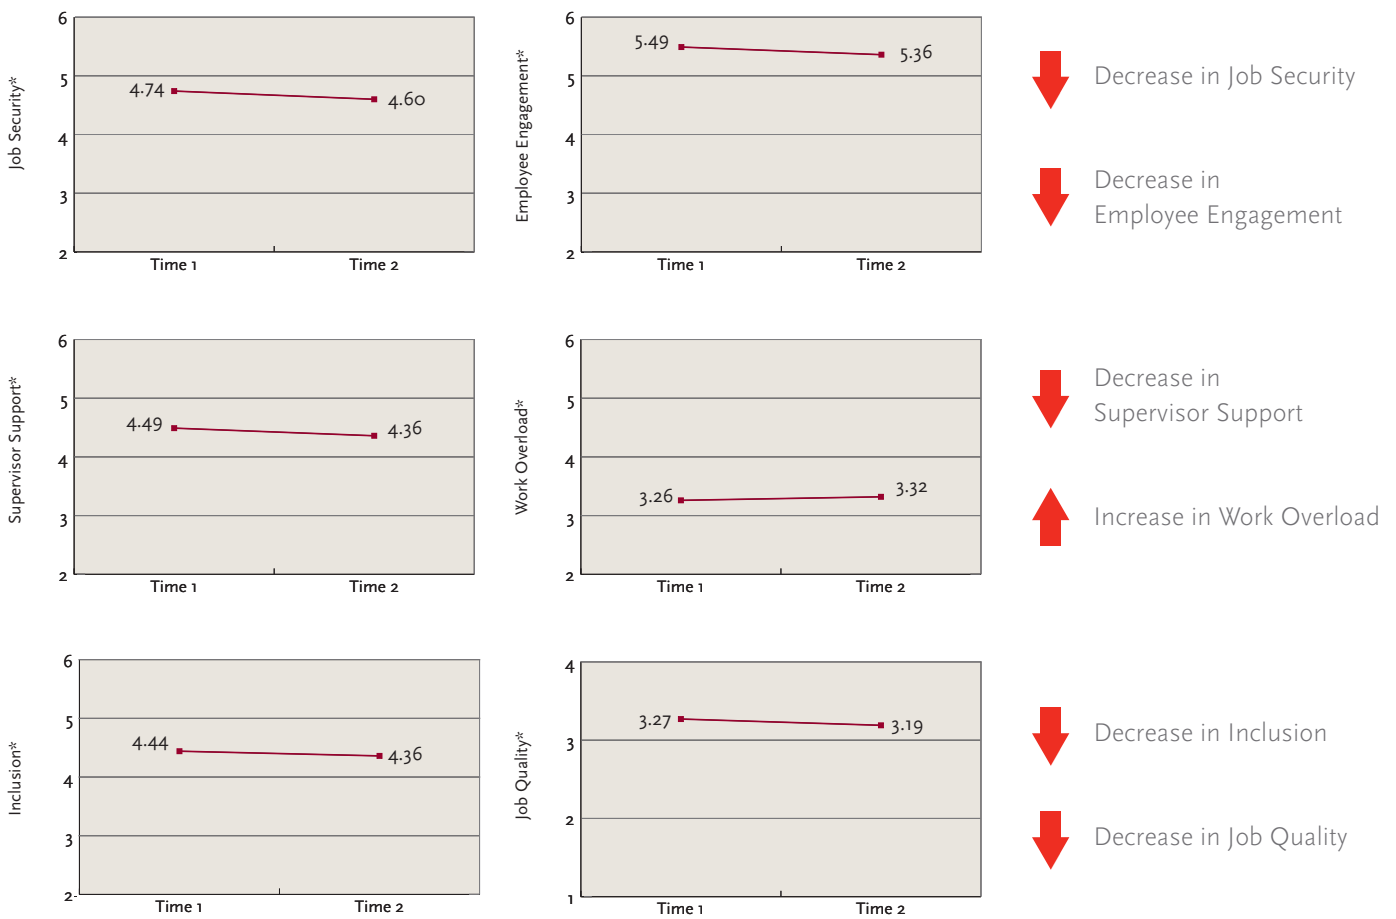 6
5
4
3
2
Job Security*
4.74
4.60
Time 1
Time 2
6
5
4
3
2
Employee Engagement*
5.49
5.36
Time 1
Time 2
Decrease in Job Security
Decrease in
Employee Engagement
6
5
4
3
2
Supervisor Support*
4.49
4.36
Time 1
Time 2
6
5
4
3
2
Work Overload*
3.26
3.32
Time 1
Time 2
Decrease in
Supervisor Support
Increase in Work Overload
6
5
4
3
2
Inclusion*
4.44
4.36
Time 1
Time 2
4
3
2
1
Job Quality*
3.27
3.19
Time 1
Time 2
Decrease in Inclusion
Decrease in Job Quality